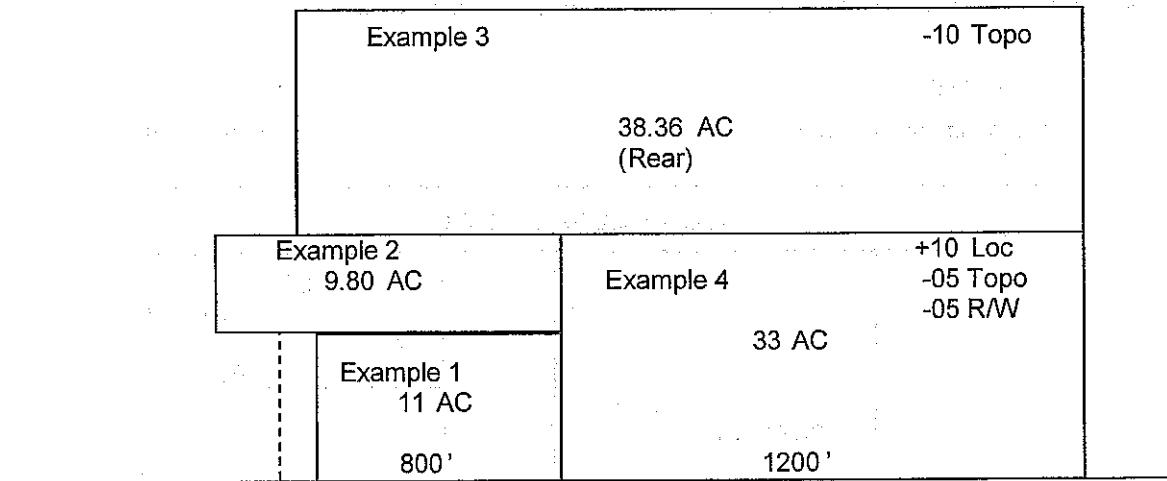 Example 3
-10 Topo
38.36 AC
(Rear)
Example 2
9.80 AC
Example 1
11 AC
800'
Example 4
+10 Loc
-05 Topo
-05 R/W
33 AC
1200'